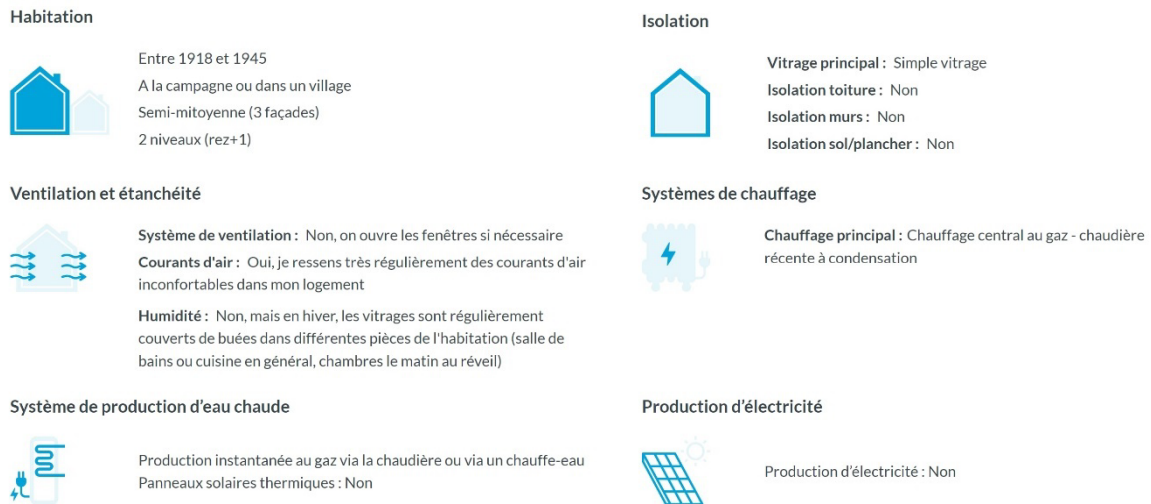 Habitation
Entre 1918 et 1945
A la campagne ou dans un village
Semi-mitoyenne (3 façades)
2 niveaux (rez+1)
Isolation
Vitrage principal : Simple vitrage
Isolation toiture : Non
Isolation murs : Non
Isolation sol/plancher : Non
Ventilation et étanchéité
Système de ventilation : Non, on ouvre les fenêtres si nécessaire
Courants d'air : Oui, je ressens très régulièrement des courants d'air
inconfortables dans mon logement
Humidité : Non, mais en hiver, les vitrages sont régulièrement
couverts de buées dans différentes pièces de l'habitation (salle de
bains ou cuisine en général, chambres le matin au réveil)
Systèmes de chauffage
Chauffage principal : Chauffage central au gaz - chaudière
récente à condensation
Système de production d’eau chaude
Production instantanée au gaz via la chaudière ou via un chauffe-eau
Panneaux solaires thermiques : Non
Production d’électricité
Production d’électricité : Non